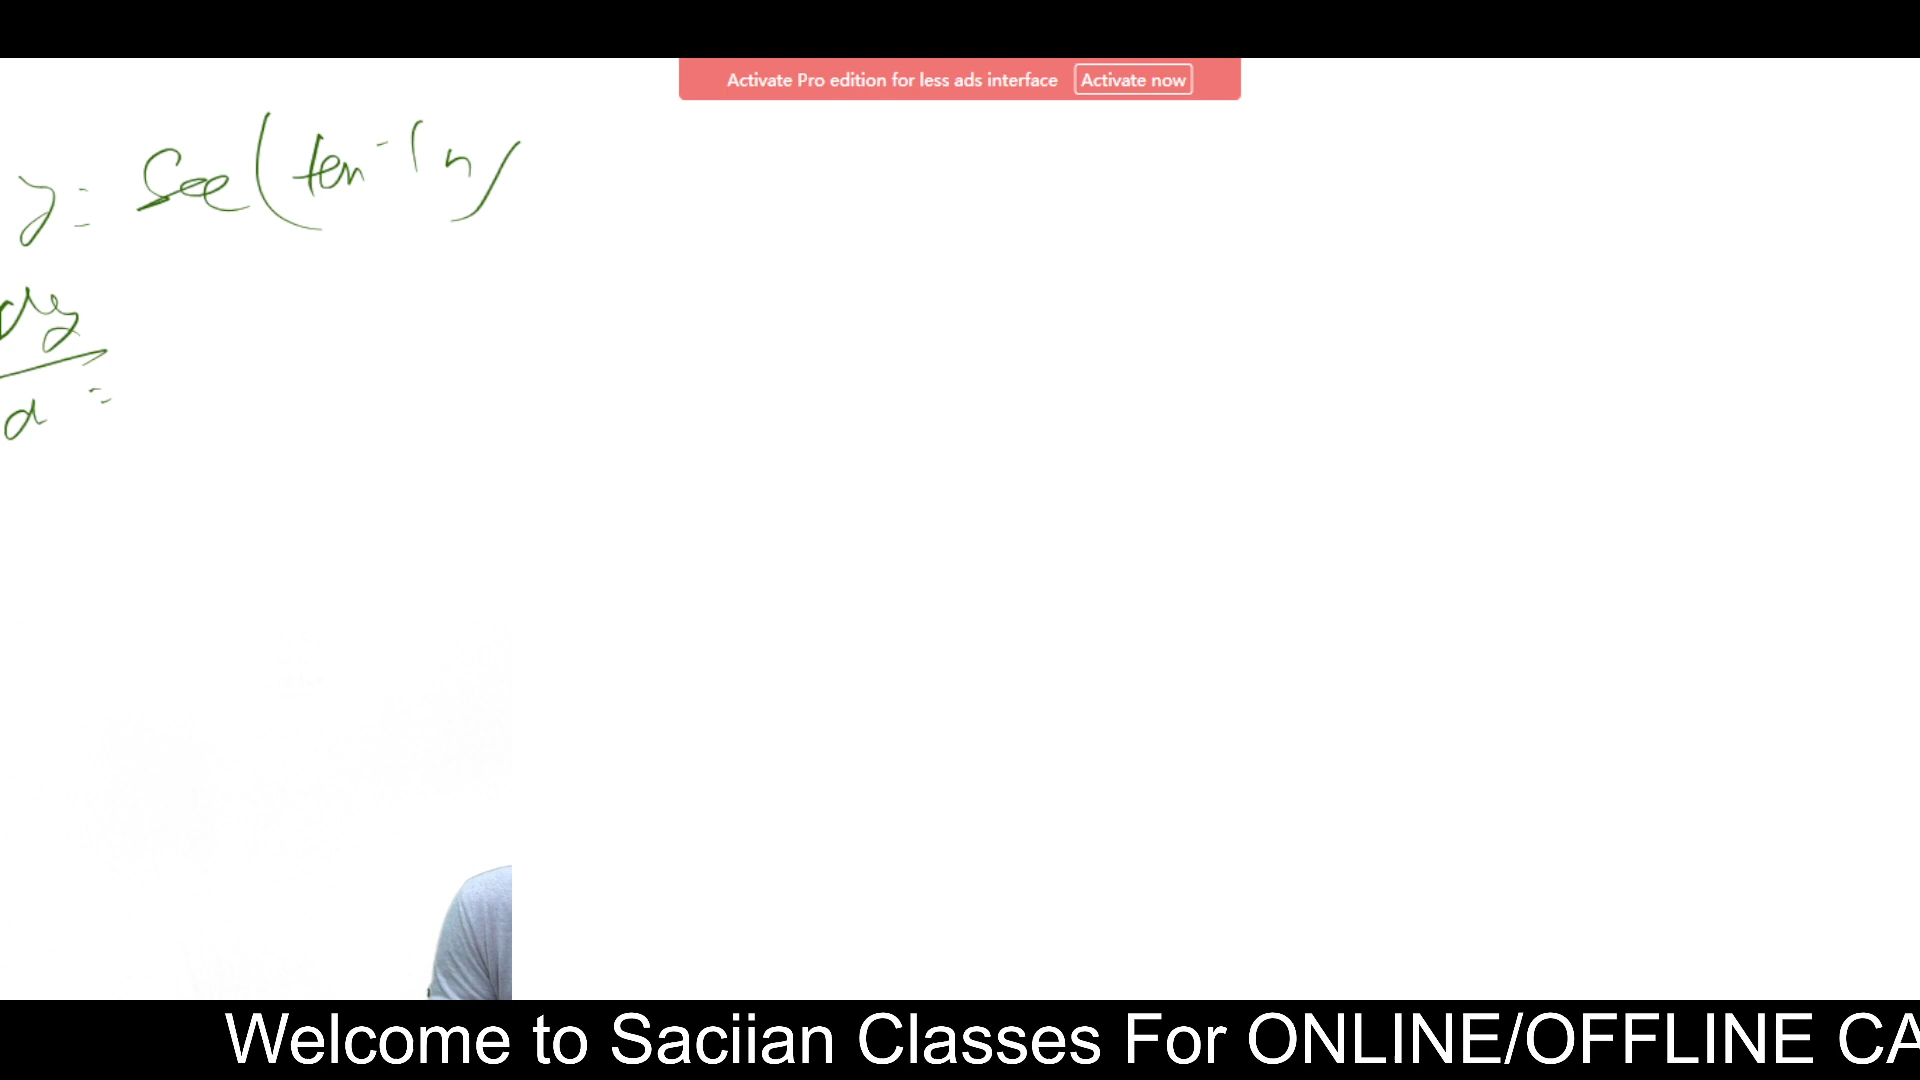 Activate Pro edition for less ads interface Activate now
y = sec(tan⁻¹ x)
dy
d =
Welcome to Saciian Classes For ONLINE/OFFLINE CA